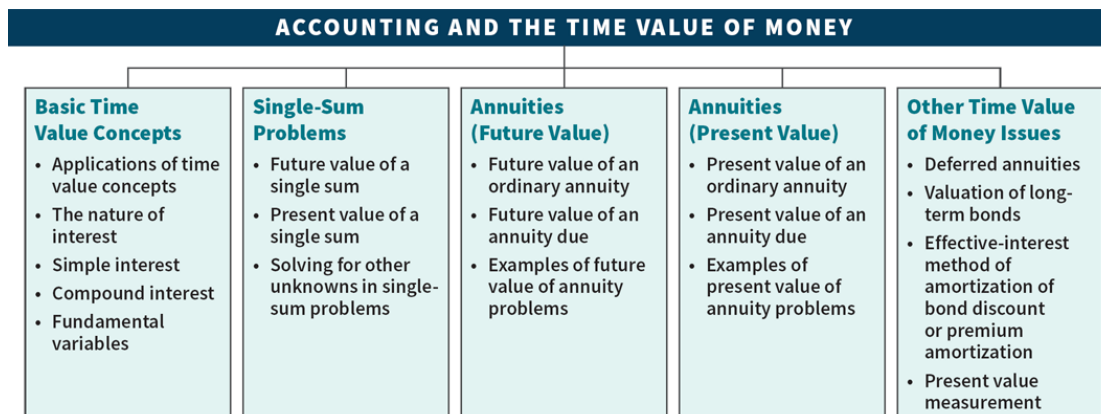 ACCOUNTING AND THE TIME VALUE OF MONEY
Basic Time
Value Concepts
• Applications of time
value concepts
• The nature of
interest
• Simple interest
• Compound interest
• Fundamental
variables
Single-Sum
Problems
• Future value of a
single sum
• Present value of a
single sum
• Solving for other
unknowns in single-
sum problems
Annuities
(Future Value)
• Future value of an
ordinary annuity
• Future value of an
annuity due
• Examples of future
value of annuity
problems
Annuities
(Present Value)
• Present value of an
ordinary annuity
• Present value of an
annuity due
• Examples of
present value of
annuity problems
Other Time Value
of Money Issues
• Deferred annuities
• Valuation of long-
term bonds
• Effective-interest
method of
amortization of
bond discount
or premium
amortization
• Present value
measurement